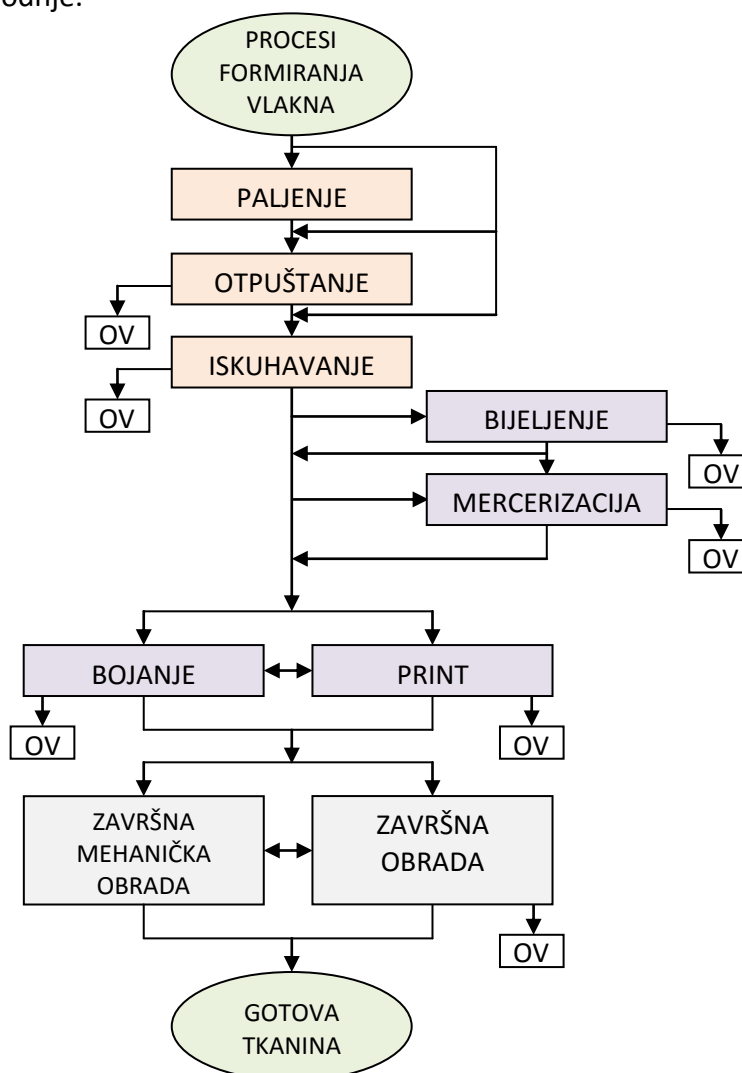 PROCESI
FORMIRANJA
VLAKNA
PALJENJE
OTPUŠTANJE
OV
ISKUHAVANJE
OV
BIJELJENJE
OV
MERCERIZACIJA
OV
BOJANJE
PRINT
OV
OV
ZAVRŠNA
MEHANIČKA
OBRADA
ZAVRŠNA
OBRADA
OV
GOTOVA
TKANINA